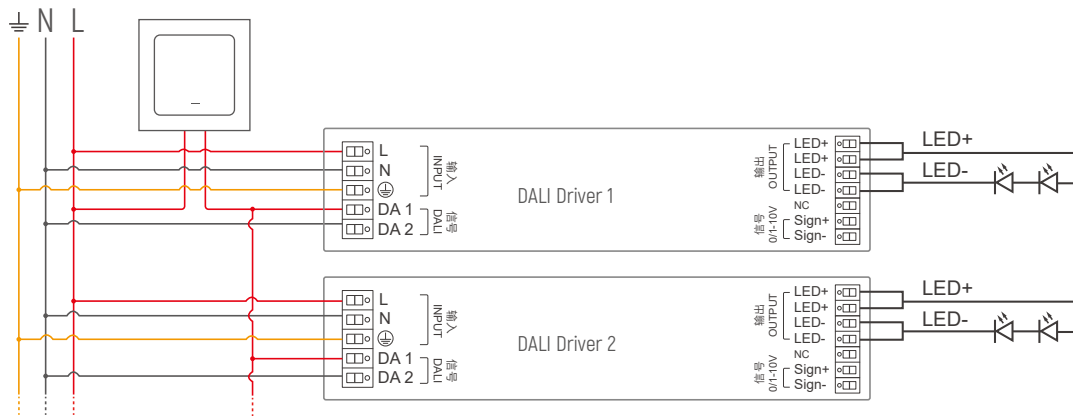 N L
L
N
DA 1
DA 2
输入
INPUT
信号
DALI
DALI Driver 1
输出
OUTPUT
信号
0/1-10V
LED+
LED+
LED-
LED-
NC
Sign+
Sign-
LED+
LED-
L
N
DA 1
DA 2
输入
INPUT
信号
DALI
DALI Driver 2
输出
OUTPUT
信号
0/1-10V
LED+
LED+
LED-
LED-
NC
Sign+
Sign-
LED+
LED-